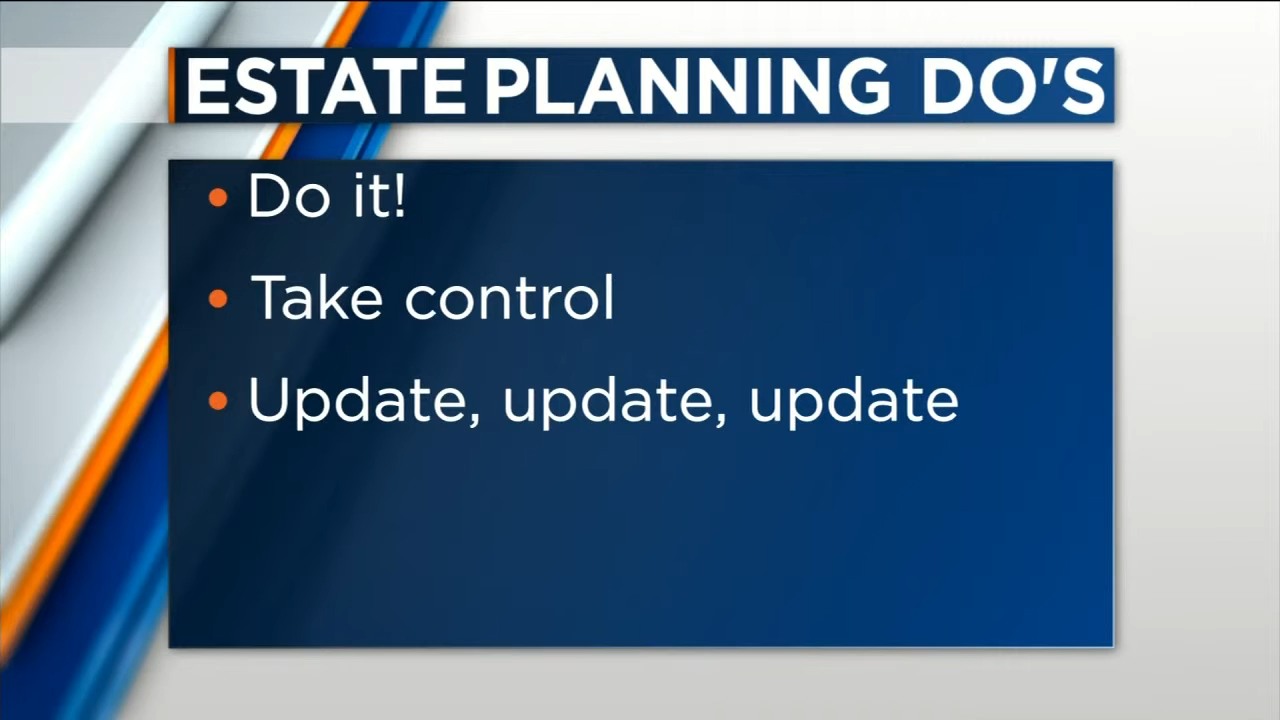 ESTATE PLANNING DO'S
• Do it!
• Take control
• Update, update, update